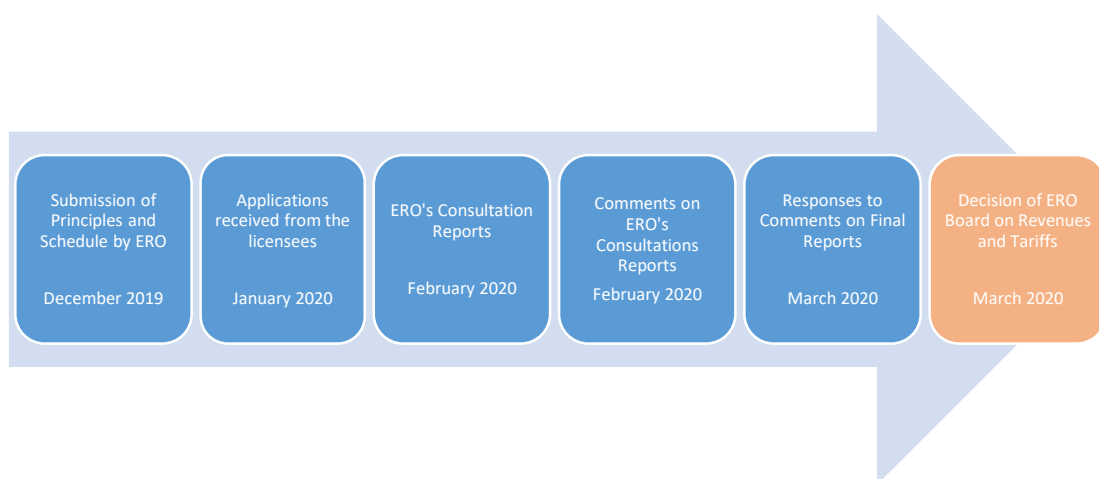 Submission of
Principles and
Schedule by ERO
December 2019
Applications
received from the
licensees
January 2020
ERO's Consultation
Reports
February 2020
Comments on
ERO's
Consultations
Reports
February 2020
Responses to
Comments on Final
Reports
March 2020
Decision of ERO
Board on Revenues
and Tariffs
March 2020